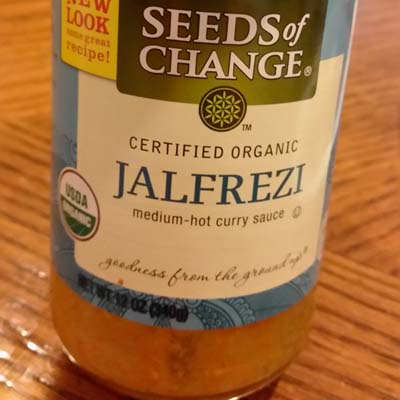 NEW
LOOK
same great
recipe!
SEEDS of
CHANGE®
™
CERTIFIED ORGANIC
JALFREZI
medium-hot curry sauce Ⓤ
USDA
ORGANIC
goodness from the ground up®
NET WT 12 OZ (340g)